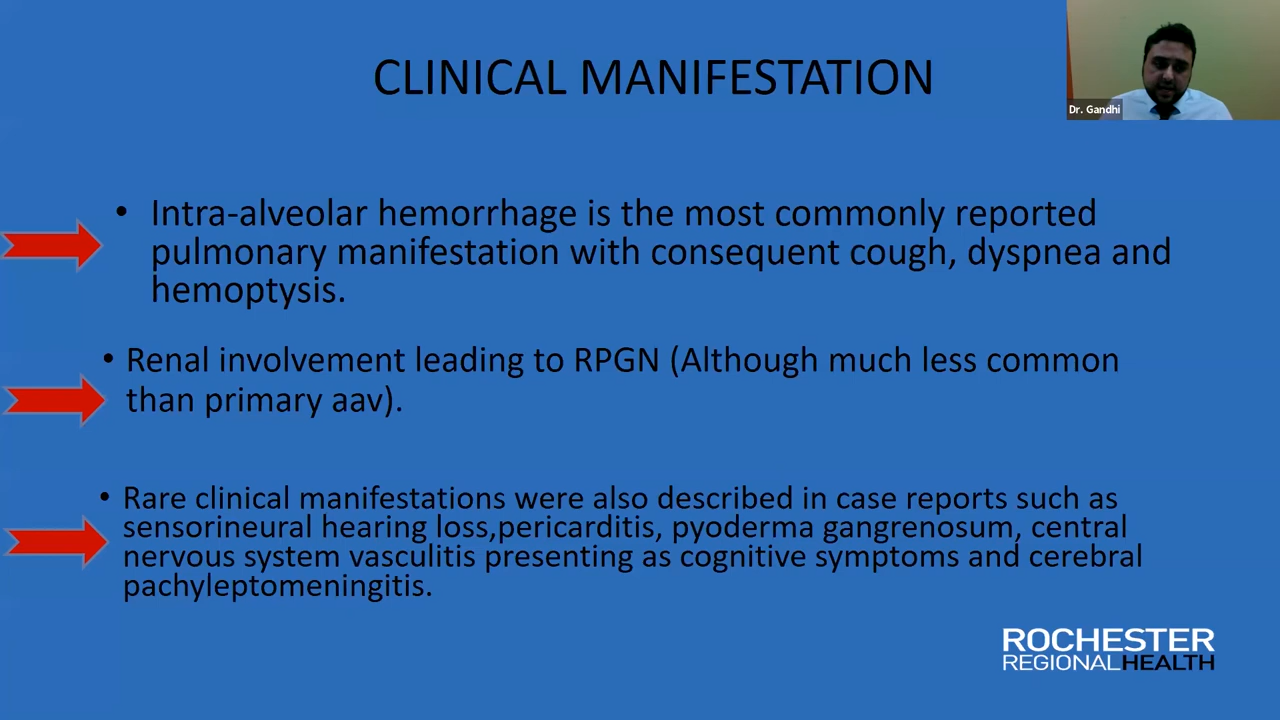 CLINICAL MANIFESTATION
Dr. Gandhi
• Intra-alveolar hemorrhage is the most commonly reported
pulmonary manifestation with consequent cough, dyspnea and
hemoptysis.
• Renal involvement leading to RPGN (Although much less common
than primary aav).
• Rare clinical manifestations were also described in case reports such as
sensorineural hearing loss,pericarditis, pyoderma gangrenosum, central
nervous system vasculitis presenting as cognitive symptoms and cerebral
pachyleptomeningitis.
ROCHESTER
REGIONALHEALTH